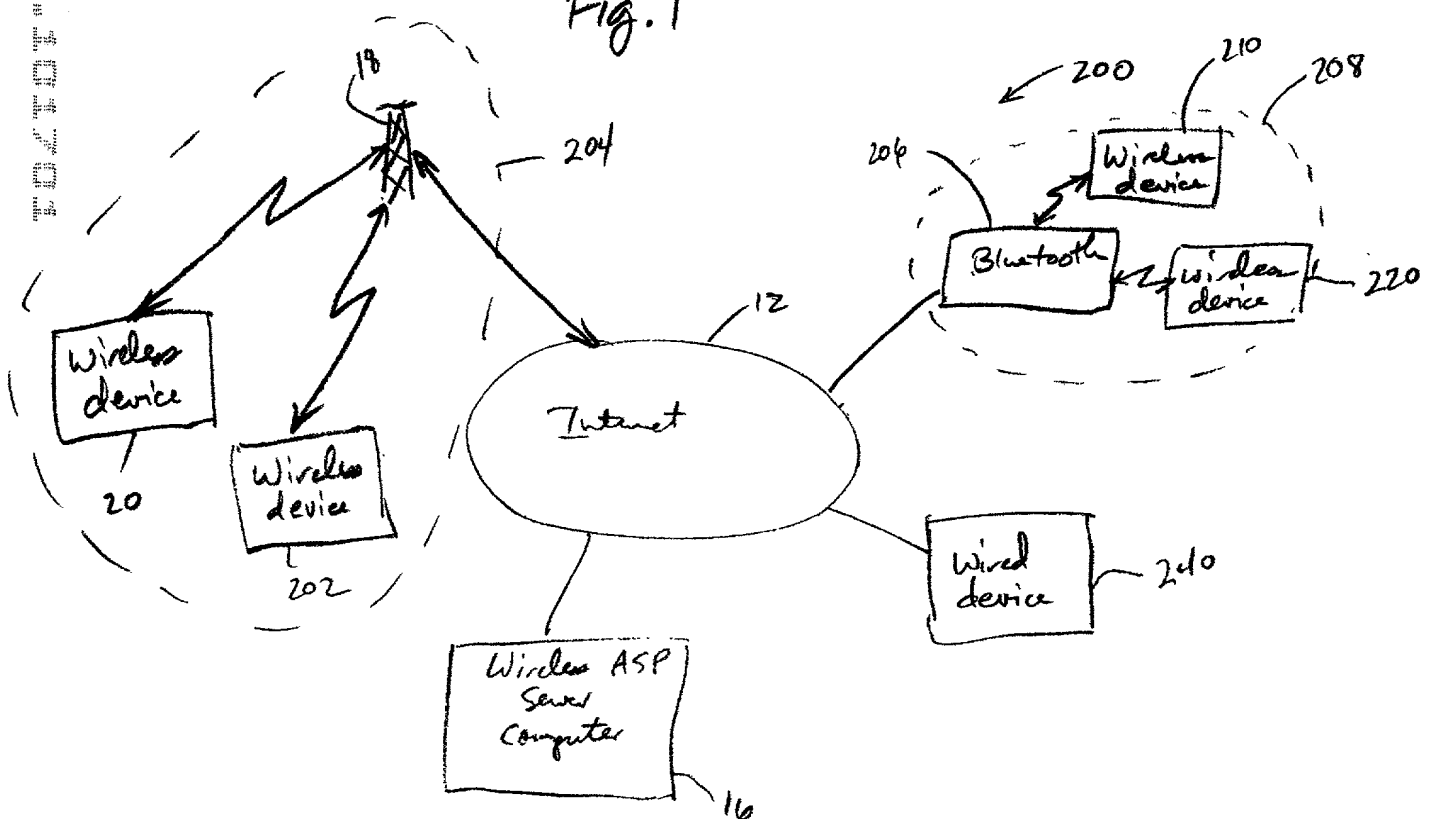 Fig. 1
18
204
200
210
208
206
Wireless
device
Bluetooth
Wireless
device
220
12
Wireless
device
20
Internet
Wireless
device
202
Wired
device
240
Wireless ASP
Server
Computer
16